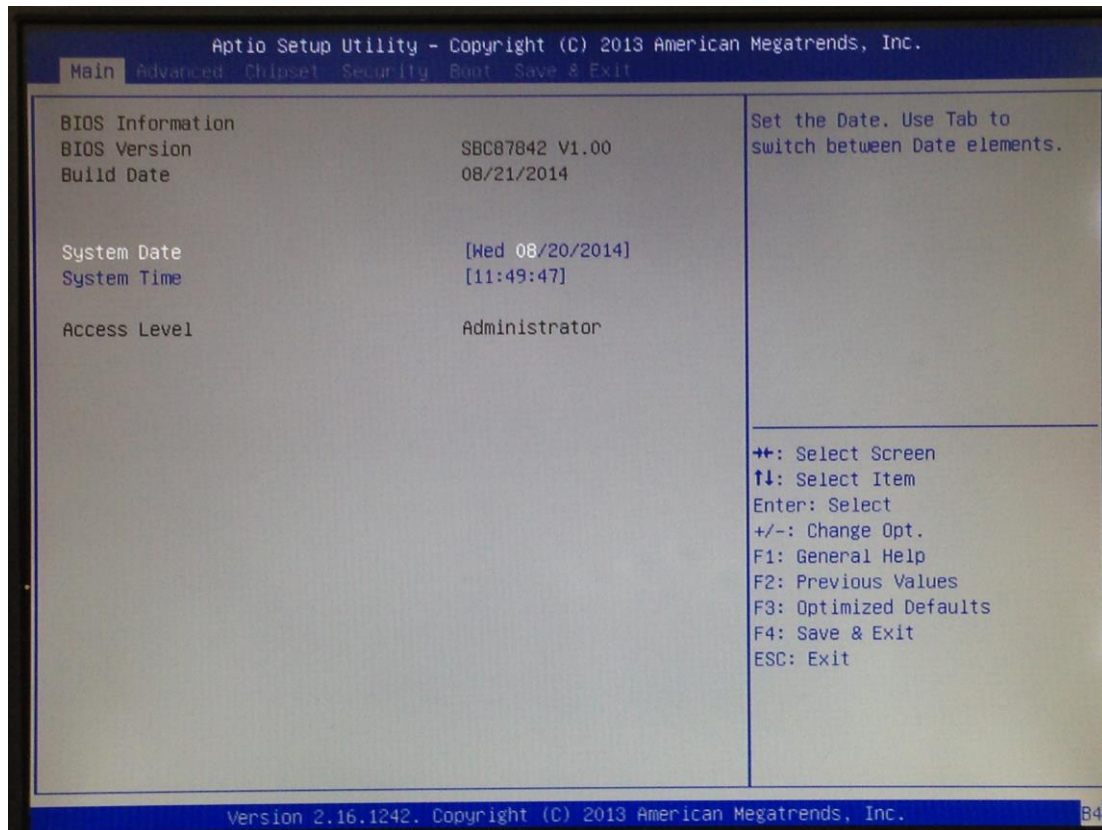 Aptio Setup Utility - Copyright (C) 2013 American Megatrends, Inc.
Main Advanced Chipset Security Boot Save & Exit
BIOS Information
BIOS Version SBC87842 V1.00
Build Date 08/21/2014
System Date [Wed 08/20/2014]
System Time [11:49:47]
Access Level Administrator
Set the Date. Use Tab to
switch between Date elements.
→←: Select Screen
↑↓: Select Item
Enter: Select
+/-: Change Opt.
F1: General Help
F2: Previous Values
F3: Optimized Defaults
F4: Save & Exit
ESC: Exit
Version 2.16.1242. Copyright (C) 2013 American Megatrends, Inc.
B4